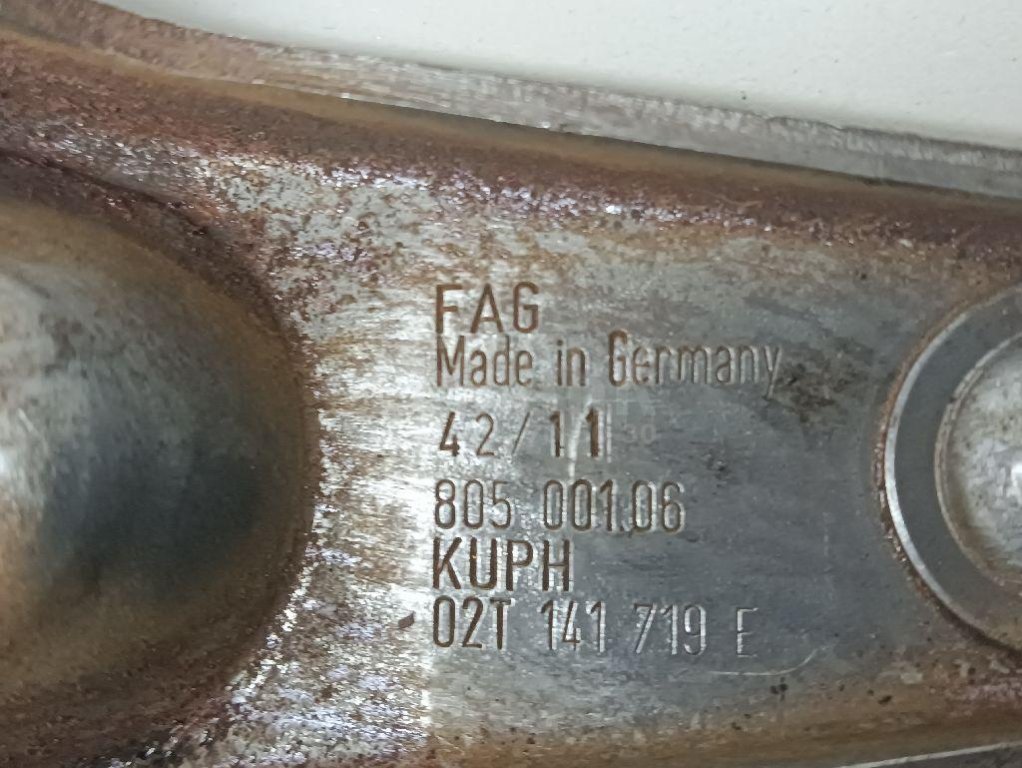 FAG
Made in Germany
42/11
805 001.06
KUPH
02T 141 719 E